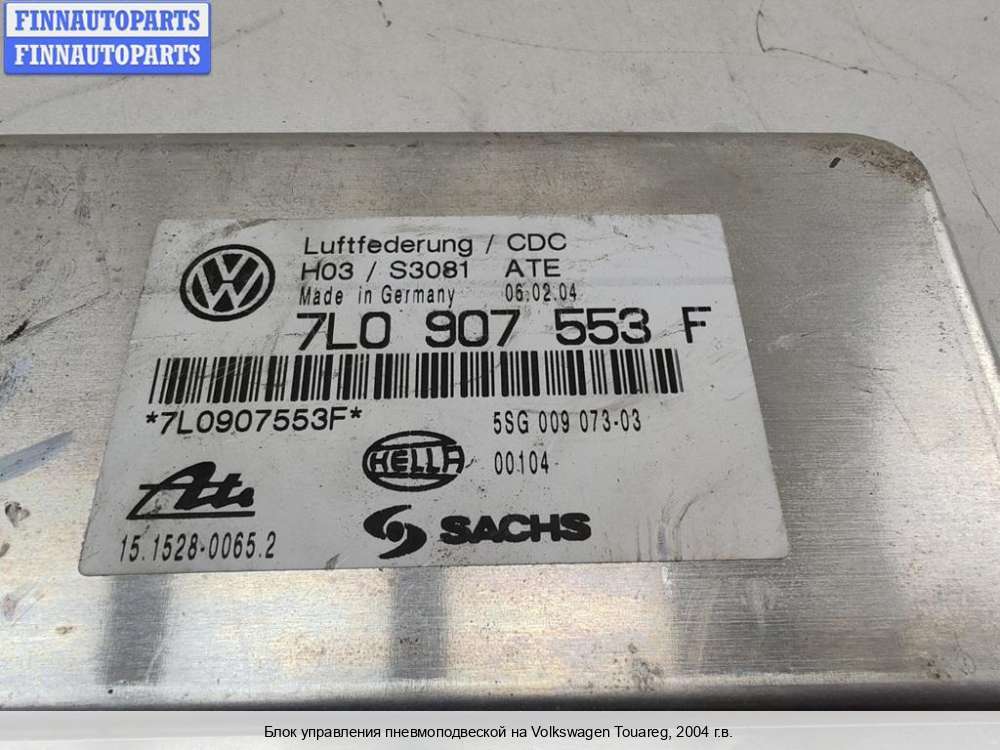 FINNAUTOPARTS
FINNAUTOPARTS
Luftfederung / CDC
H03 / S3081 ATE
Made in Germany 06.02.04
7L0 907 553 F
*7L0907553F*
5SG 009 073-03
HELLA
00104
Ate
15.1528-0065.2
SACHS
Блок управления пневмоподвеской на Volkswagen Touareg, 2004 г.в.